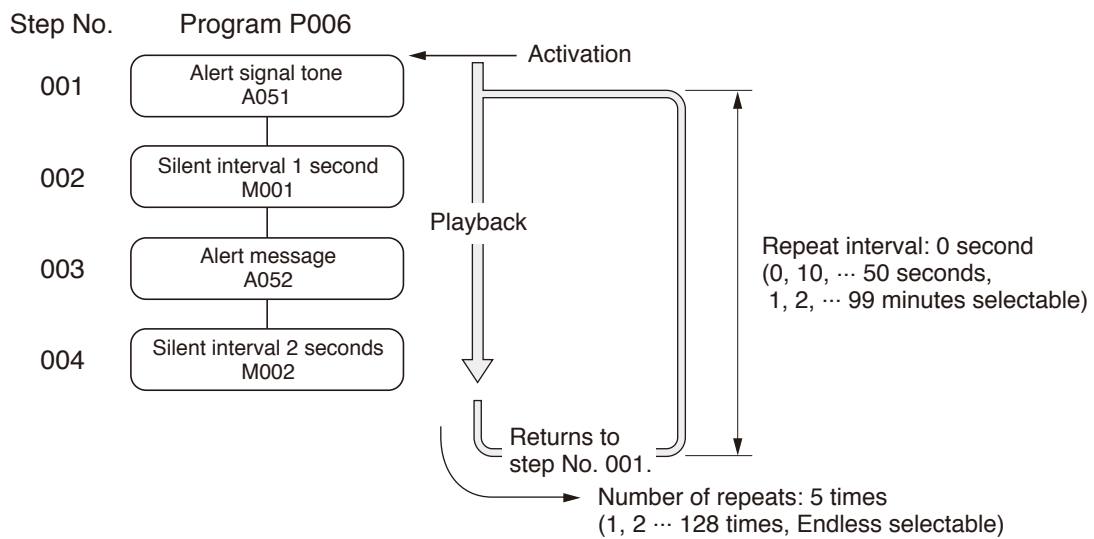 Step No. Program P006
Activation
001 Alert signal tone
A051
002 Silent interval 1 second
M001
Playback
003 Alert message
A052
Repeat interval: 0 second
(0, 10, ··· 50 seconds,
1, 2, ··· 99 minutes selectable)
004 Silent interval 2 seconds
M002
Returns to
step No. 001.
Number of repeats: 5 times
(1, 2 ··· 128 times, Endless selectable)